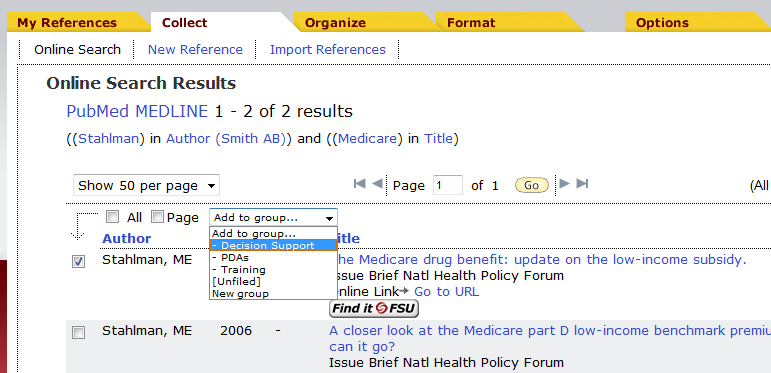 My References Collect Organize Format Options
Online Search New Reference Import References
Online Search Results
PubMed MEDLINE 1 - 2 of 2 results
((Stahlman) in Author (Smith AB)) and ((Medicare) in Title)
Show 50 per page Page 1 of 1 Go (All
All Page Add to group...
Add to group...
Author itle
- Decision Support
- PDAs
- Training
[Unfiled]
New group
Stahlman, ME he Medicare drug benefit: update on the low-income subsidy.
ssue Brief Natl Health Policy Forum
nline Link Go to URL
Find it FSU
Stahlman, ME 2006 - A closer look at the Medicare part D low-income benchmark premiu
can it go?
Issue Brief Natl Health Policy Forum